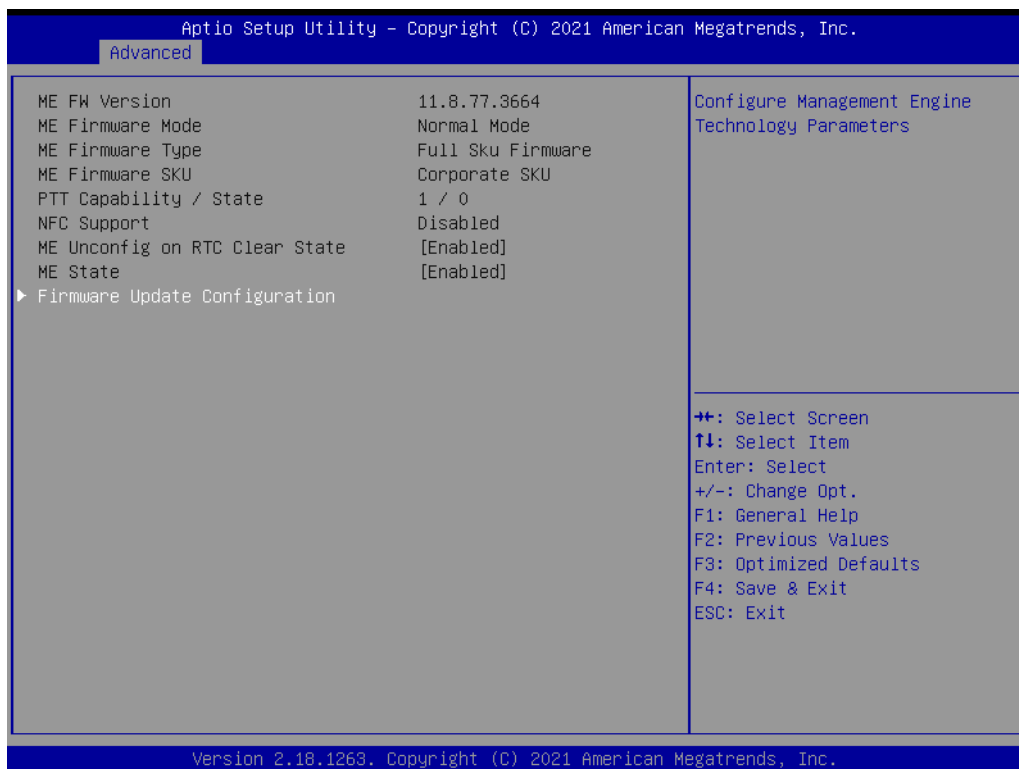 Aptio Setup Utility – Copyright (C) 2021 American Megatrends, Inc.
Advanced
ME FW Version 11.8.77.3664
ME Firmware Mode Normal Mode
ME Firmware Type Full Sku Firmware
ME Firmware SKU Corporate SKU
PTT Capability / State 1 / 0
NFC Support Disabled
ME Unconfig on RTC Clear State [Enabled]
ME State [Enabled]
▶ Firmware Update Configuration
Configure Management Engine
Technology Parameters
→←: Select Screen
↑↓: Select Item
Enter: Select
+/-: Change Opt.
F1: General Help
F2: Previous Values
F3: Optimized Defaults
F4: Save & Exit
ESC: Exit
Version 2.18.1263. Copyright (C) 2021 American Megatrends, Inc.